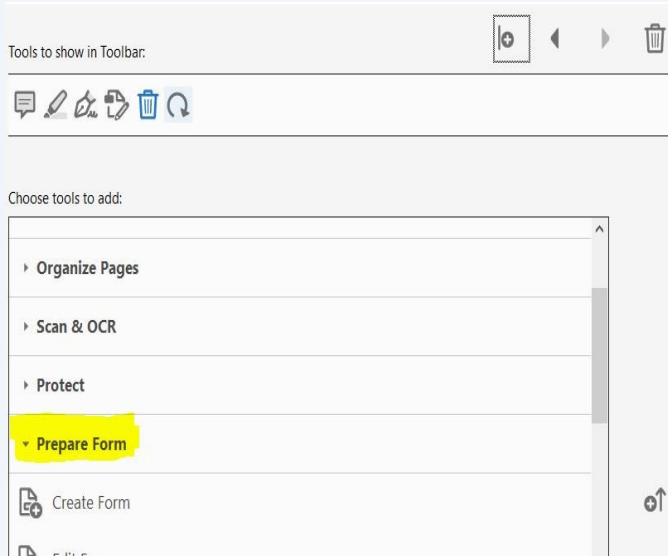 Tools to show in Toolbar:
Choose tools to add:
Organize Pages
Scan & OCR
Protect
Prepare Form
Create Form